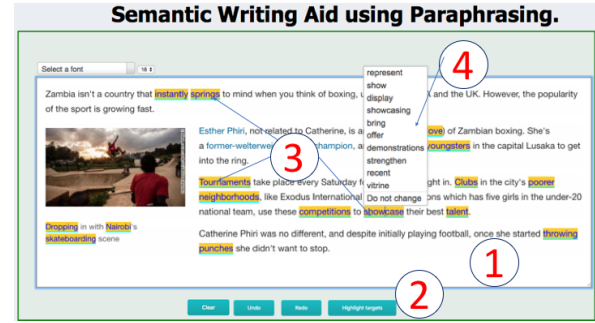 Semantic Writing Aid using Paraphrasing.
Select a font
18
Zambia isn't a country that instantly springs to mind when you think of boxing, A and the UK. However, the popularity
of the sport is growing fast.
represent
show
display
showcasing
bring
offer
demonstrations
strengthen
recent
vitrine
Do not change
4
Esther Phiri, not related to Catherine, is a ove) of Zambian boxing. She's
a former-welterwe champion, a youngsters in the capital Lusaka to get
into the ring.
3
Tournaments take place every Saturday f ght in. Clubs in the city's poorer
neighborhoods, like Exodus International ons which has five girls in the under-20
national team, use these competitions to showcase their best talent.
Dropping in with Nairobi's
skateboarding scene
Catherine Phiri was no different, and despite initially playing football, once she started throwing
punches she didn't want to stop.
1
2
Clear
Undo
Redo
Highlight targets